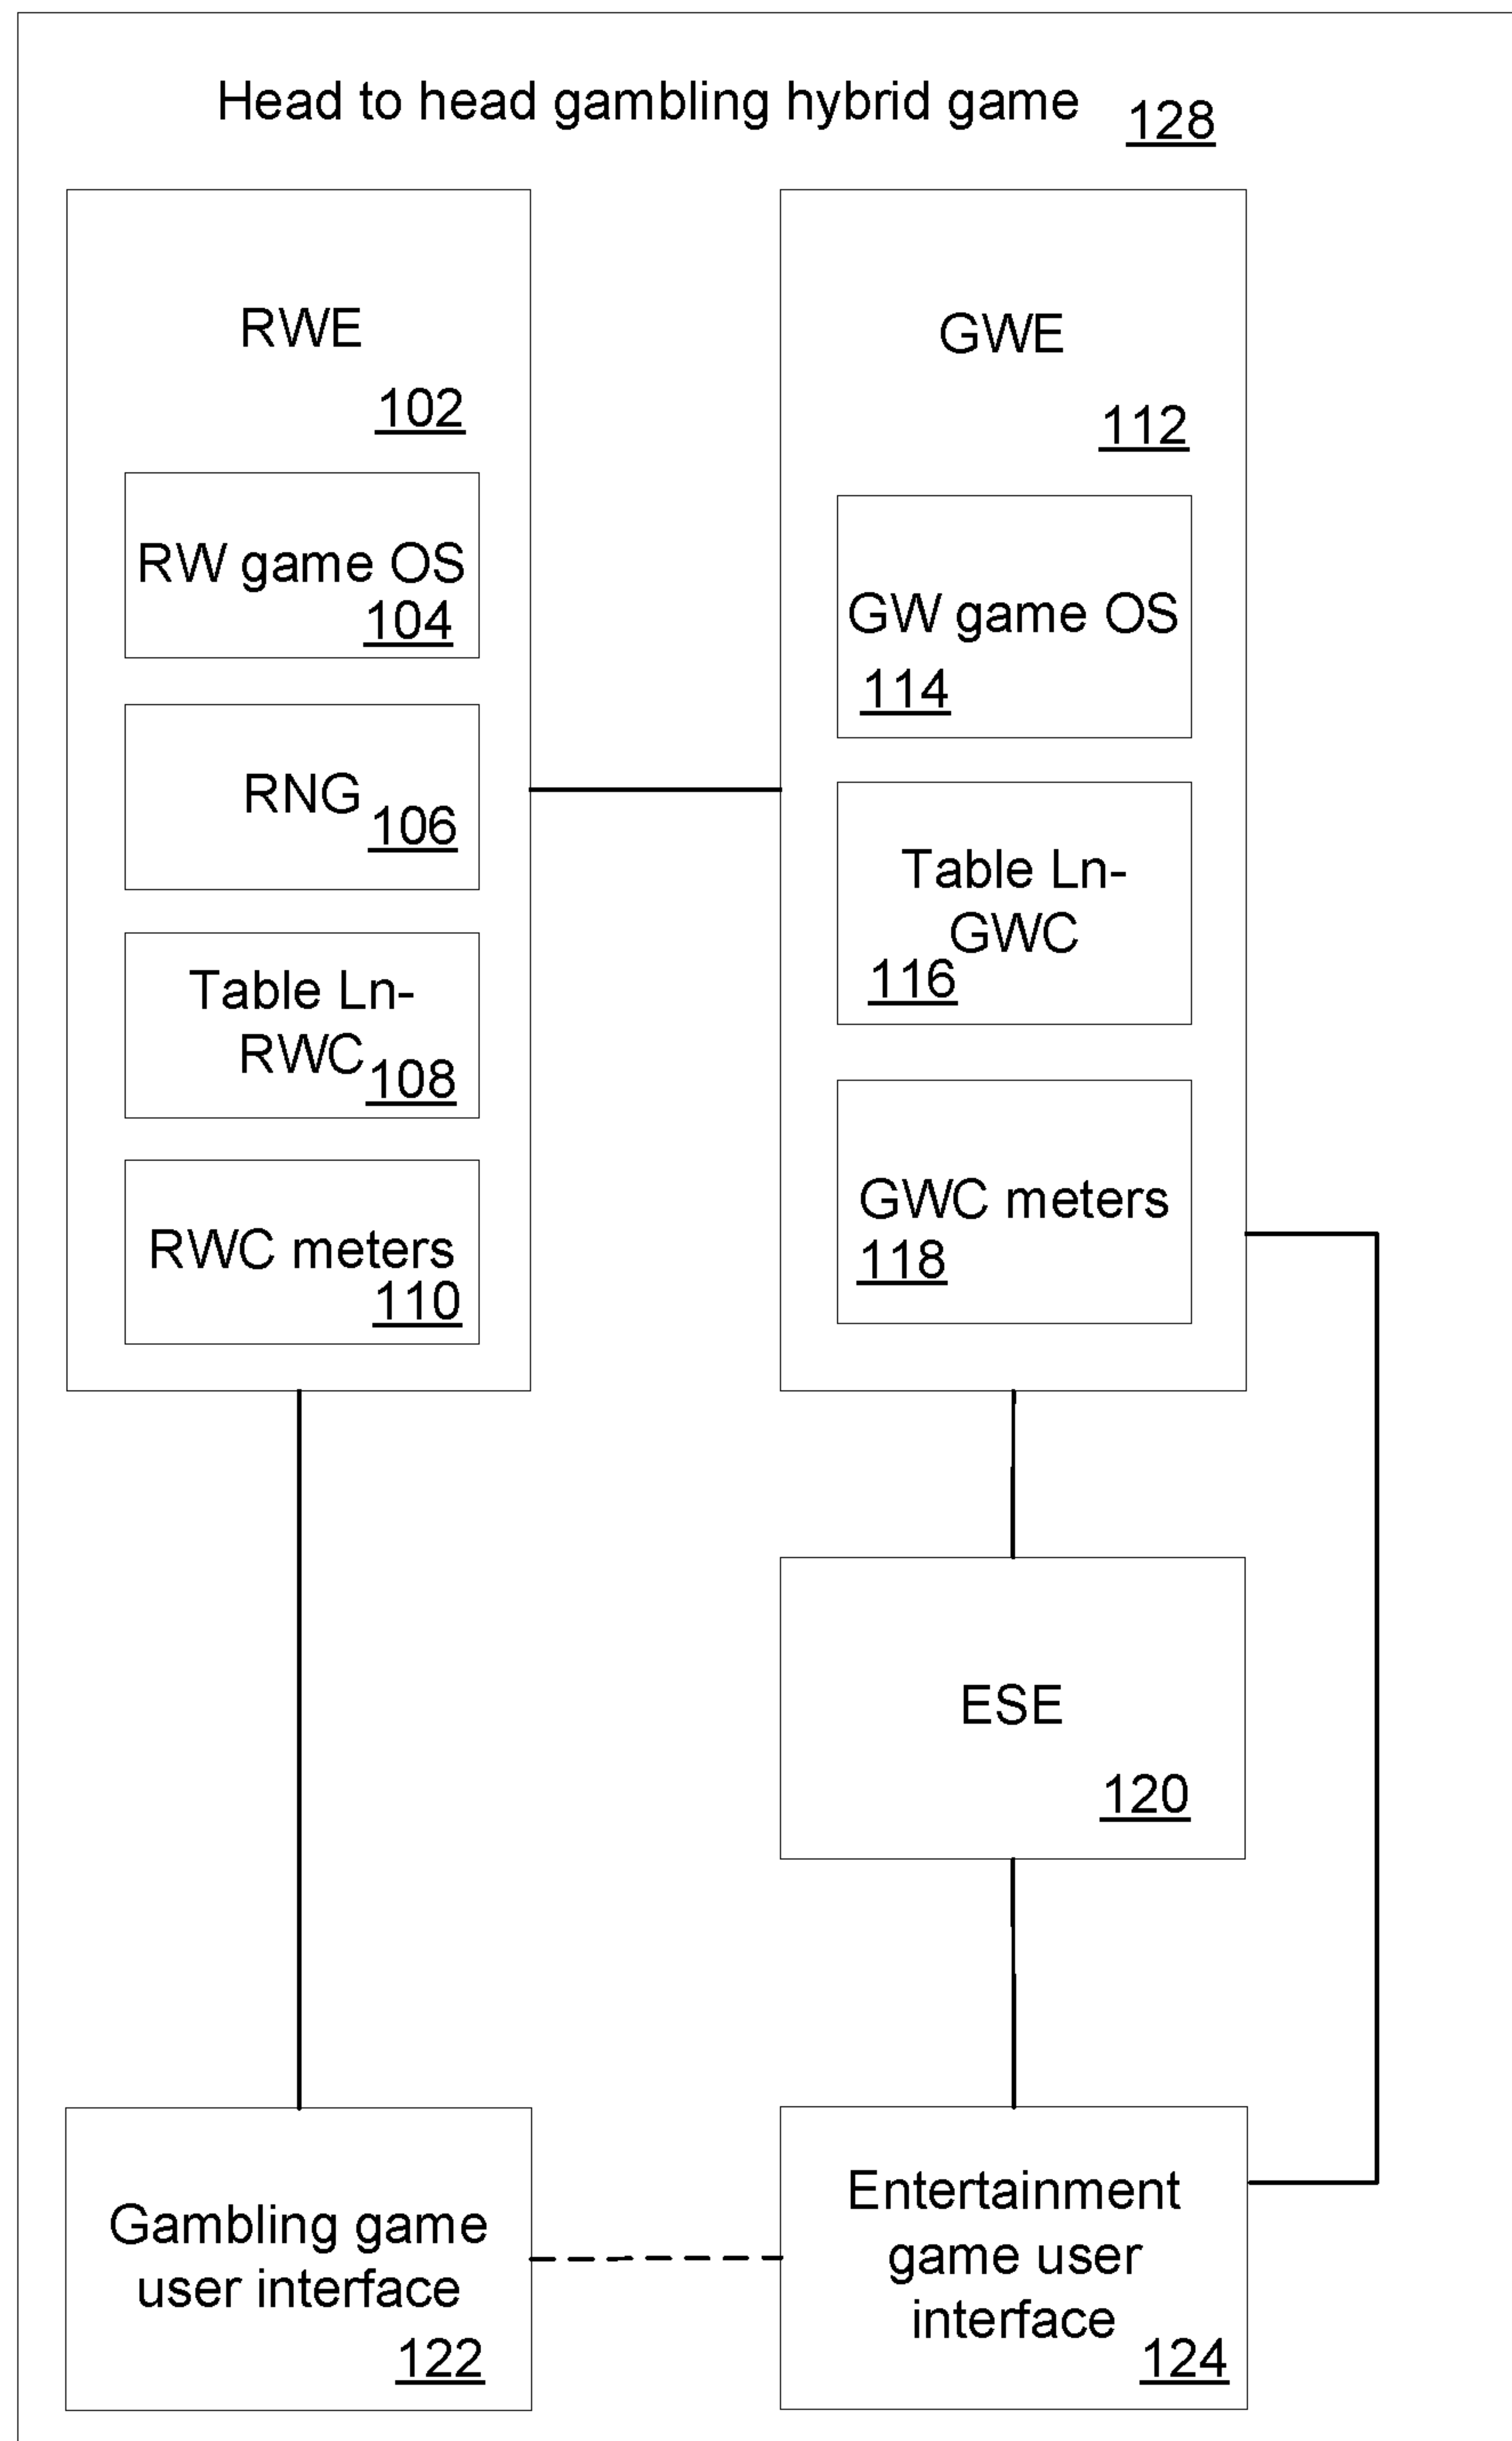 Head to head gambling hybrid game 128
RWE
102
RW game OS
104
RNG 106
Table Ln-
RWC 108
RWC meters
110
GWE
112
GW game OS
114
Table Ln-
GWC
116
GWC meters
118
ESE
120
Gambling game
user interface
122
Entertainment
game user
interface
124